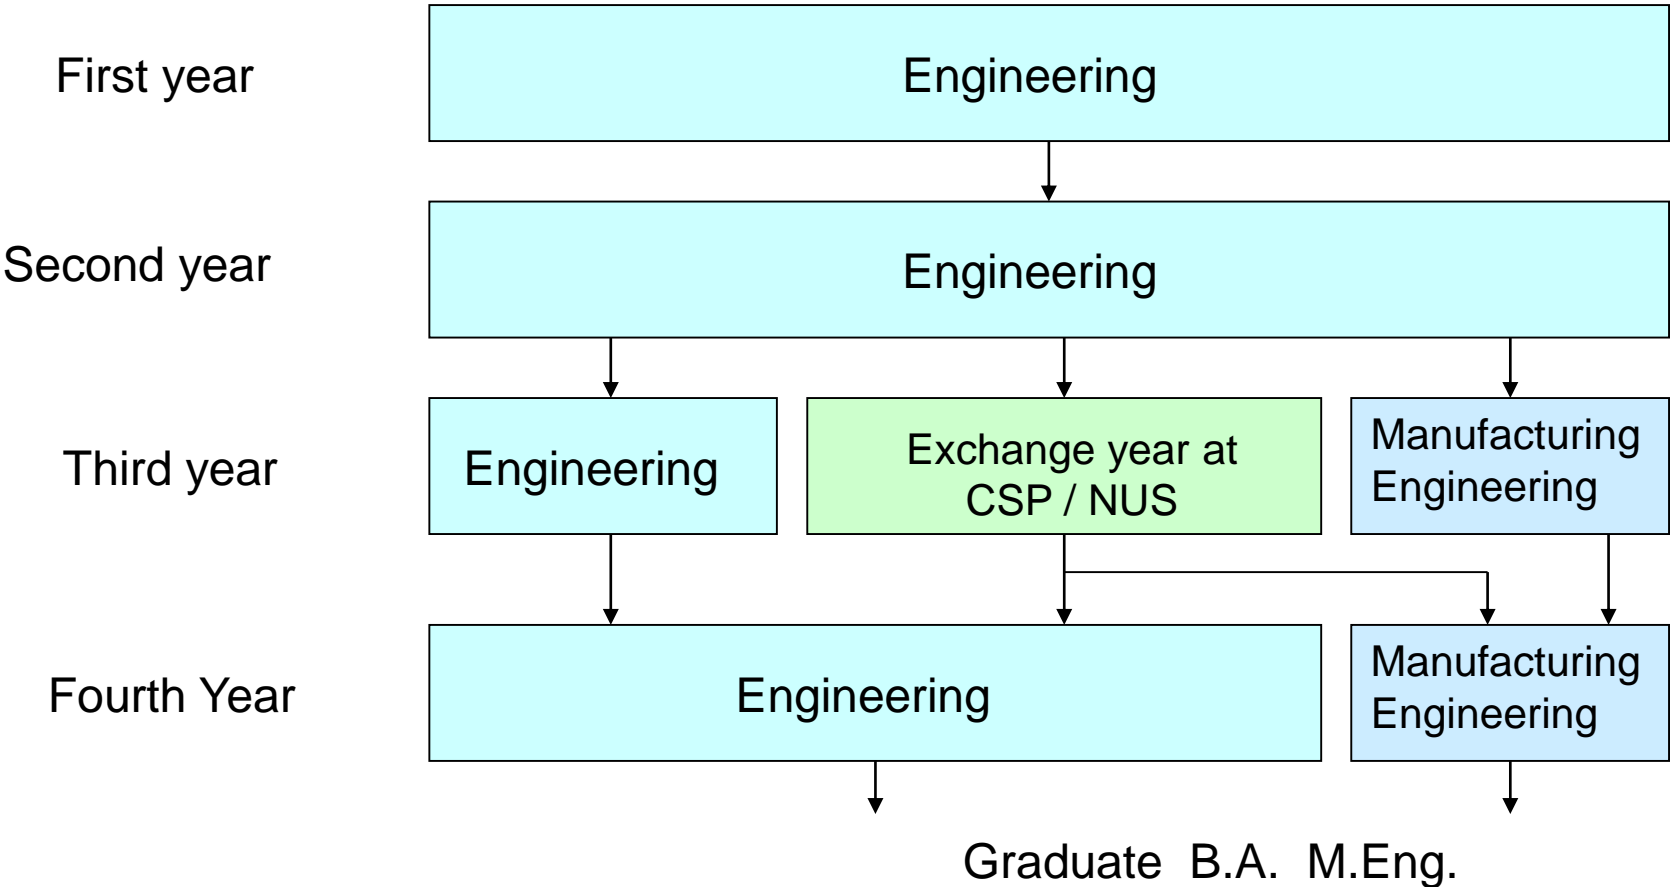 First year
Engineering
Second year
Engineering
Third year
Engineering
Exchange year at
CSP / NUS
Manufacturing
Engineering
Fourth Year
Engineering
Manufacturing
Engineering
Graduate B.A. M.Eng.